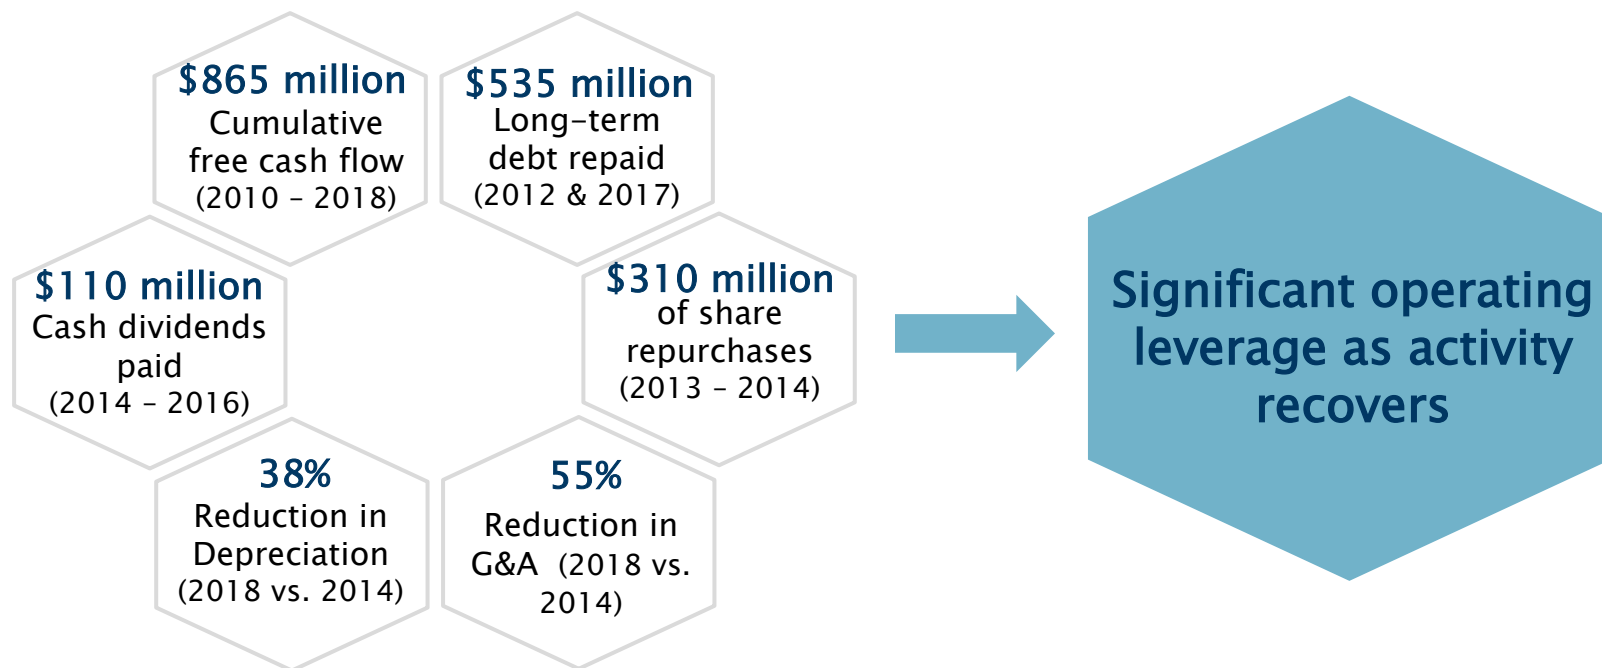 $865 million
Cumulative
free cash flow
(2010 – 2018)
$535 million
Long-term
debt repaid
(2012 & 2017)
$110 million
Cash dividends
paid
(2014 – 2016)
$310 million
of share
repurchases
(2013 – 2014)
38%
Reduction in
Depreciation
(2018 vs. 2014)
55%
Reduction in
G&A (2018 vs.
2014)
Significant operating
leverage as activity
recovers